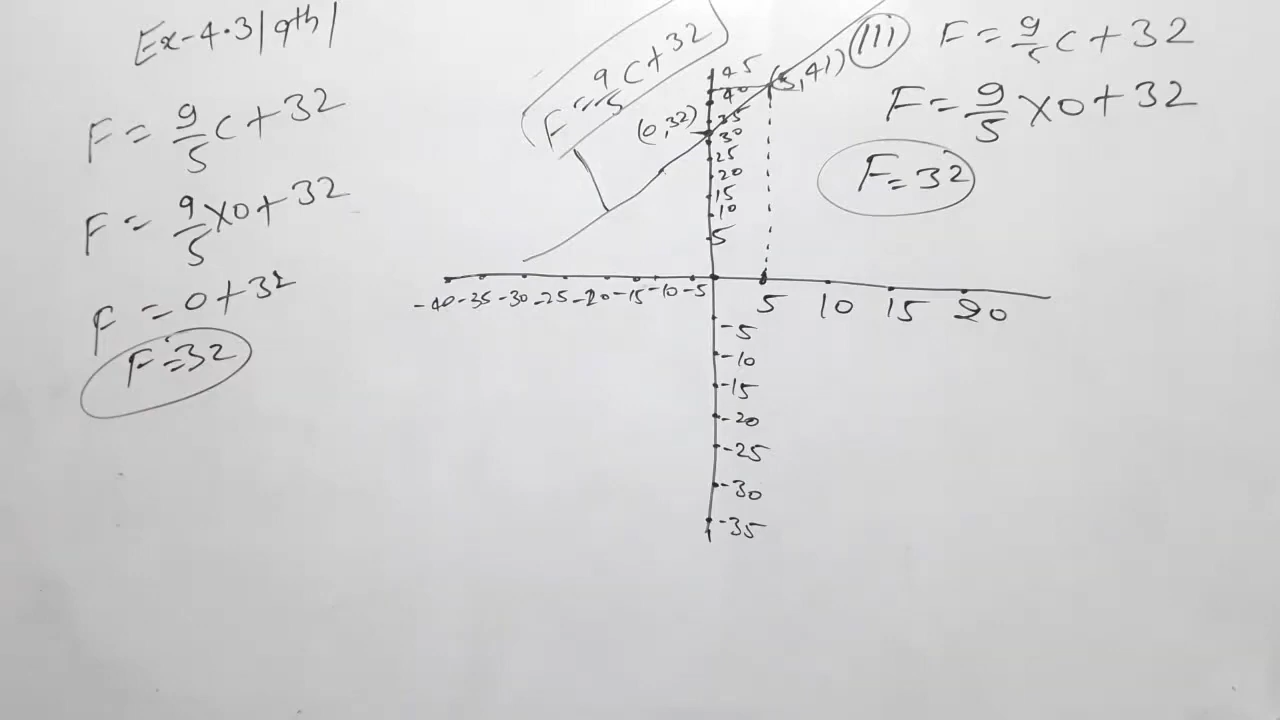 Ex-4.3|9th|
F = 9/5 C + 32
F = 9/5 X0 + 32
F = 0+32
F=32
F = 9/5 C + 32
(0,32)
(5,41)
45
40
35
30
25
20
15
10
5
-40 -35 -30 -25 -20 -15 -10 -5
5 10 15 20
-5
-10
-15
-20
-25
-30
-35
(iii) F = 9/5 C + 32
F = 9/5 X0 + 32
F=32